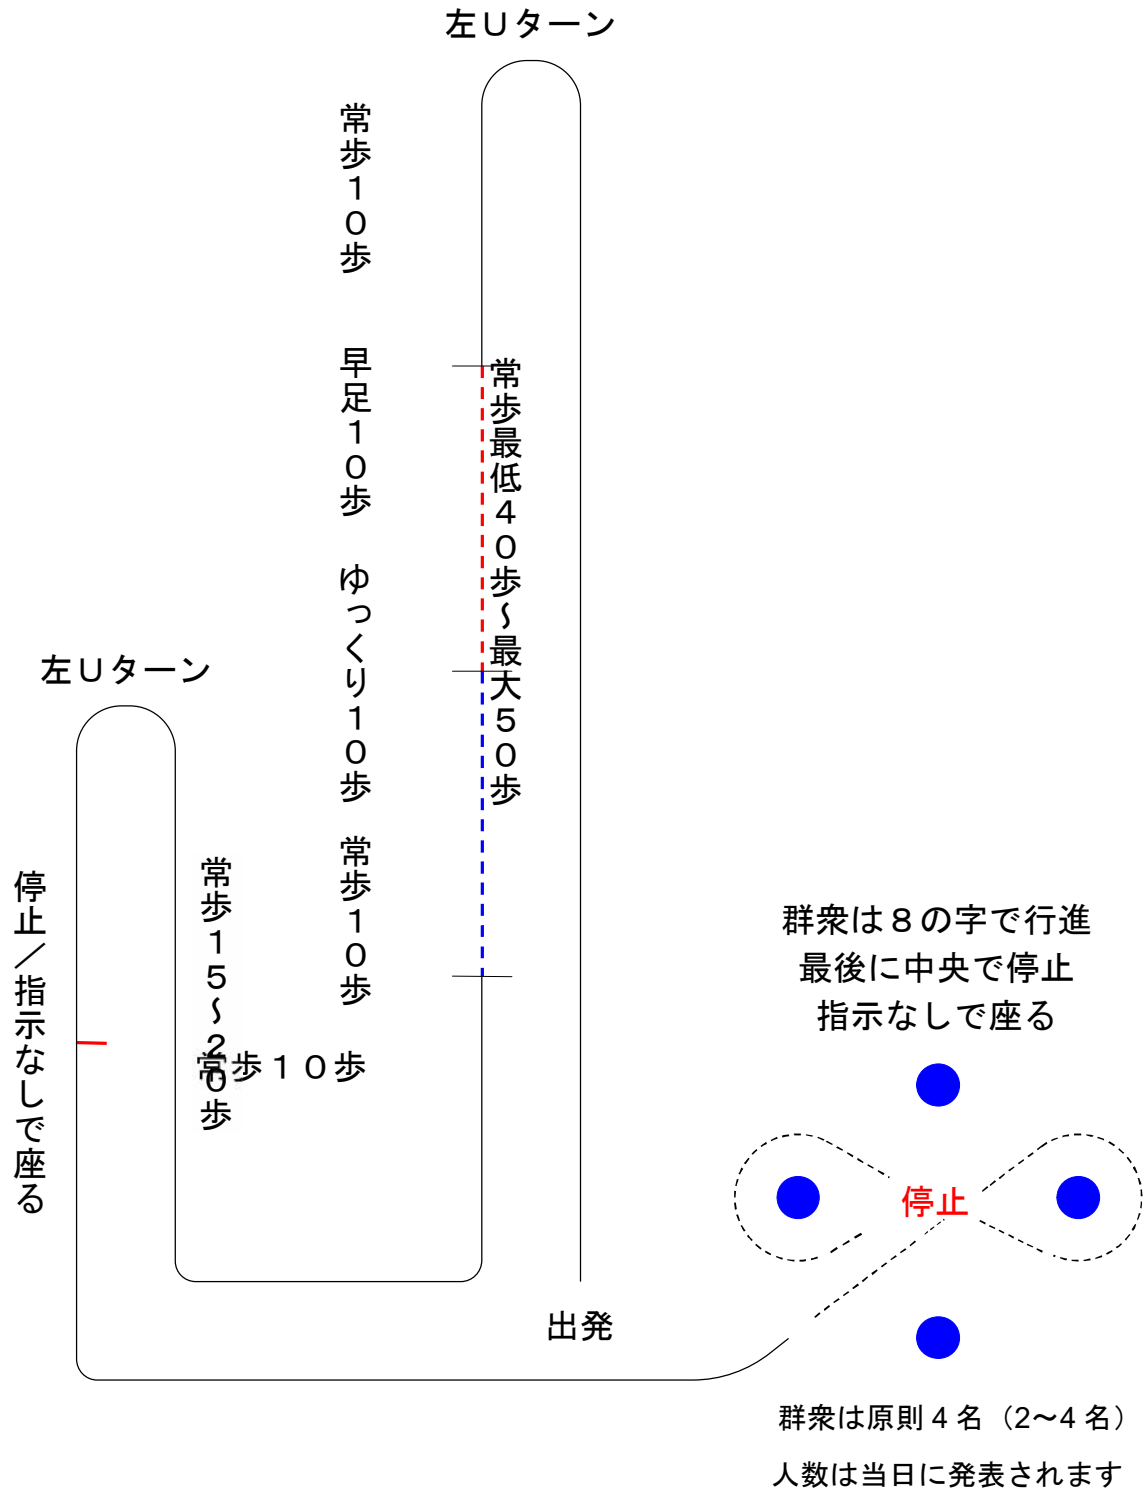 左Uターン
常歩１０歩
早足１０歩
ゆっくり１０歩
常歩１０歩
常歩最低４０歩～最大５０歩
左Uターン
停止／指示なしで座る
常歩１５～２０歩
常歩１０歩
出発
群衆は８の字で行進
最後に中央で停止
指示なしで座る
停止
群衆は原則 4 名（2～4 名）
人数は当日に発表されます